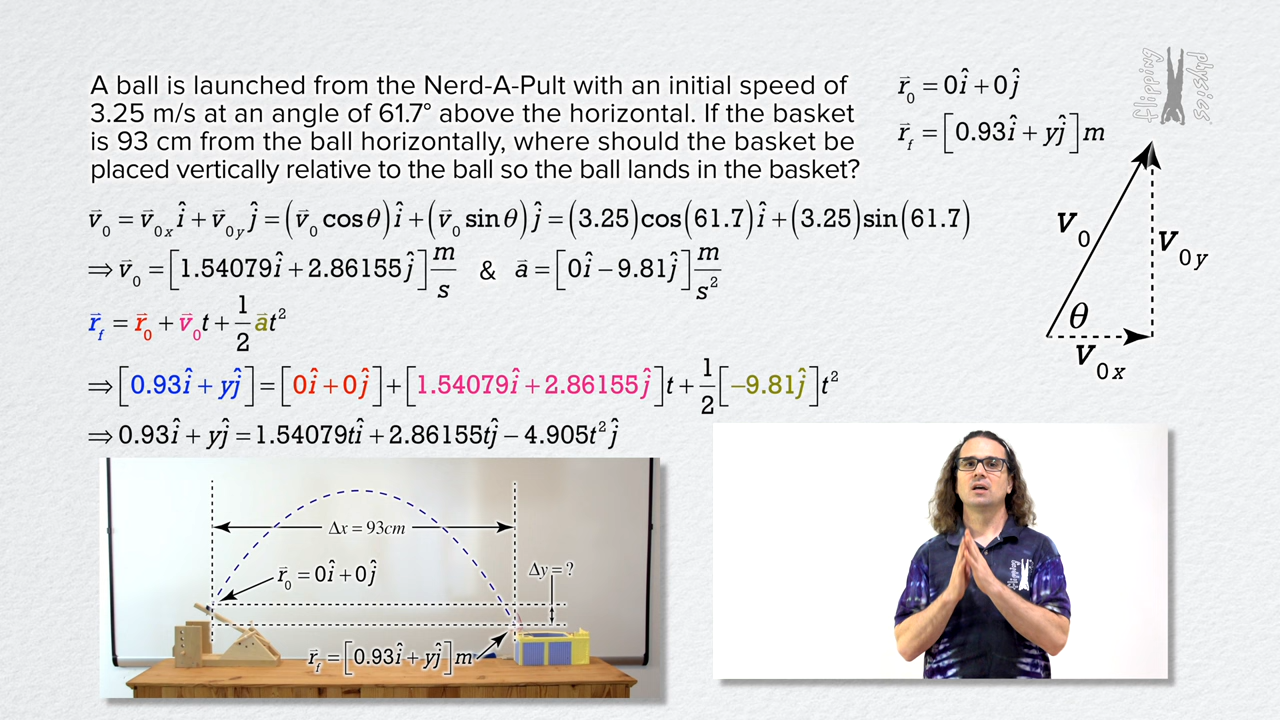 A ball is launched from the Nerd-A-Pult with an initial speed of
3.25 m/s at an angle of 61.7° above the horizontal. If the basket
is 93 cm from the ball horizontally, where should the basket be
placed vertically relative to the ball so the ball lands in the basket?
r⃗₀ = 0î + 0ĵ
r⃗_f = [0.93î + yĵ]m
flipping physics
v⃗₀ = v⃗₀ₓ î + v⃗₀_y ĵ = (v⃗₀ cosθ)î + (v⃗₀ sinθ)ĵ = (3.25)cos(61.7)î + (3.25)sin(61.7)
⇒ v⃗₀ = [1.54079î + 2.86155ĵ] m/s & a⃗ = [0î − 9.81ĵ] m/s²
r⃗_f = r⃗₀ + v⃗₀t + 1/2 a⃗t²
⇒ [0.93î + yĵ] = [0î + 0ĵ] + [1.54079î + 2.86155ĵ]t + 1/2[−9.81ĵ]t²
⇒ 0.93î + yĵ = 1.54079tî + 2.86155tĵ − 4.905t²ĵ
v₀
v₀_y
θ
v₀ₓ
Δx = 93cm
r⃗₀ = 0î + 0ĵ
Δy = ?
r⃗_f = [0.93î + yĵ]m